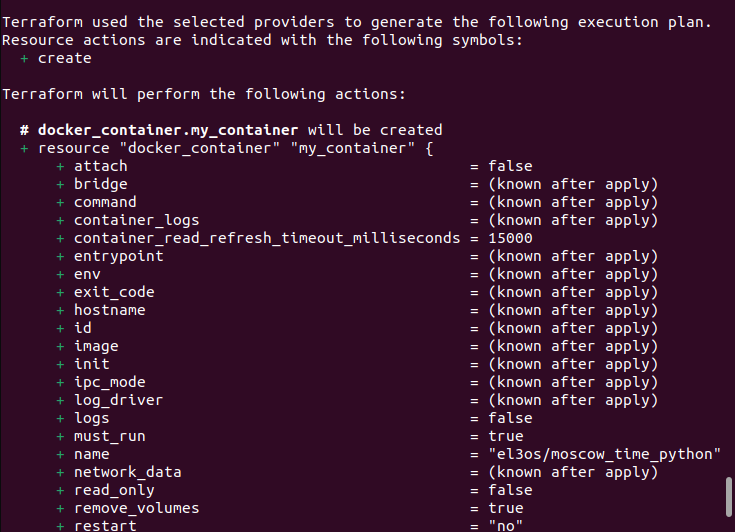 Terraform used the selected providers to generate the following execution plan.
Resource actions are indicated with the following symbols:
  + create
Terraform will perform the following actions:
  # docker_container.my_container will be created
  + resource "docker_container" "my_container" {
      + attach                                      = false
      + bridge                                      = (known after apply)
      + command                                     = (known after apply)
      + container_logs                              = (known after apply)
      + container_read_refresh_timeout_milliseconds = 15000
      + entrypoint                                  = (known after apply)
      + env                                         = (known after apply)
      + exit_code                                   = (known after apply)
      + hostname                                    = (known after apply)
      + id                                          = (known after apply)
      + image                                       = (known after apply)
      + init                                        = (known after apply)
      + ipc_mode                                    = (known after apply)
      + log_driver                                  = (known after apply)
      + logs                                        = false
      + must_run                                    = true
      + name                                        = "el3os/moscow_time_python"
      + network_data                                = (known after apply)
      + read_only                                   = false
      + remove_volumes                              = true
      + restart                                     = "no"